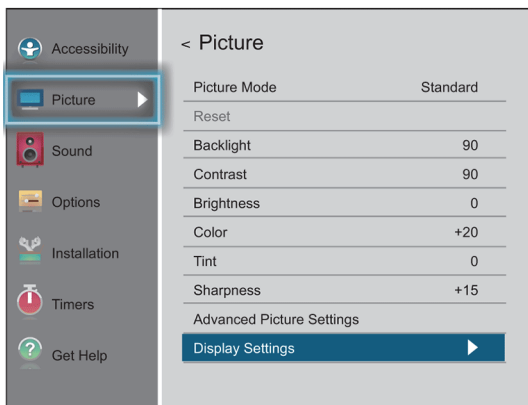 Accessibility
Picture
Sound
Options
Installation
Timers
Get Help
< Picture
Picture Mode Standard
Reset
Backlight 90
Contrast 90
Brightness 0
Color +20
Tint 0
Sharpness +15
Advanced Picture Settings
Display Settings